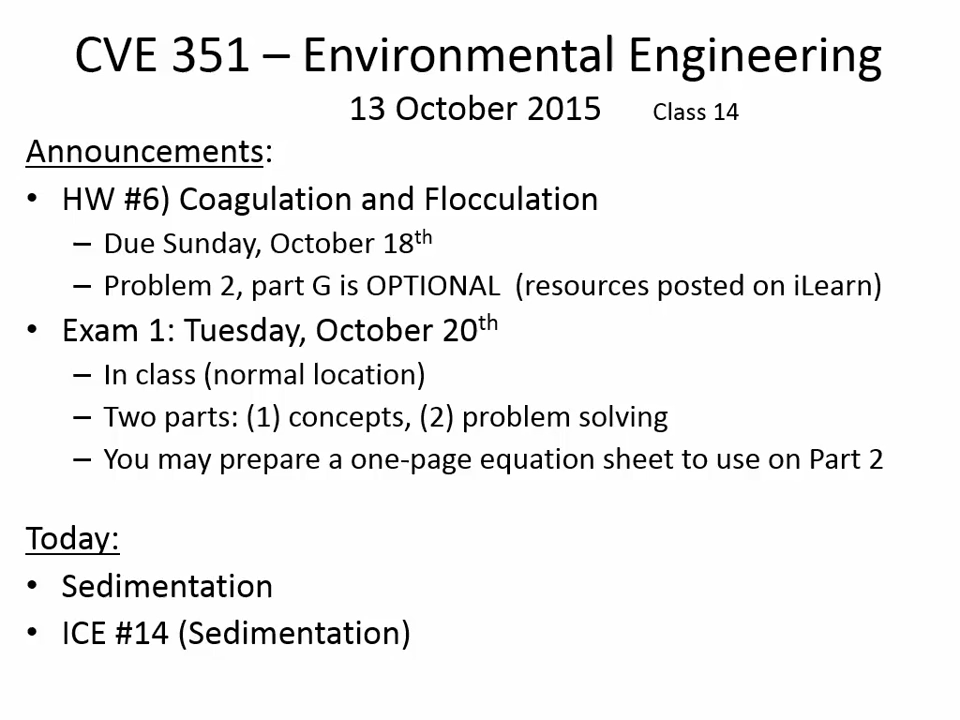 CVE 351 – Environmental Engineering
13 October 2015 Class 14
Announcements:
• HW #6) Coagulation and Flocculation
– Due Sunday, October 18th
– Problem 2, part G is OPTIONAL (resources posted on iLearn)
• Exam 1: Tuesday, October 20th
– In class (normal location)
– Two parts: (1) concepts, (2) problem solving
– You may prepare a one-page equation sheet to use on Part 2
Today:
• Sedimentation
• ICE #14 (Sedimentation)